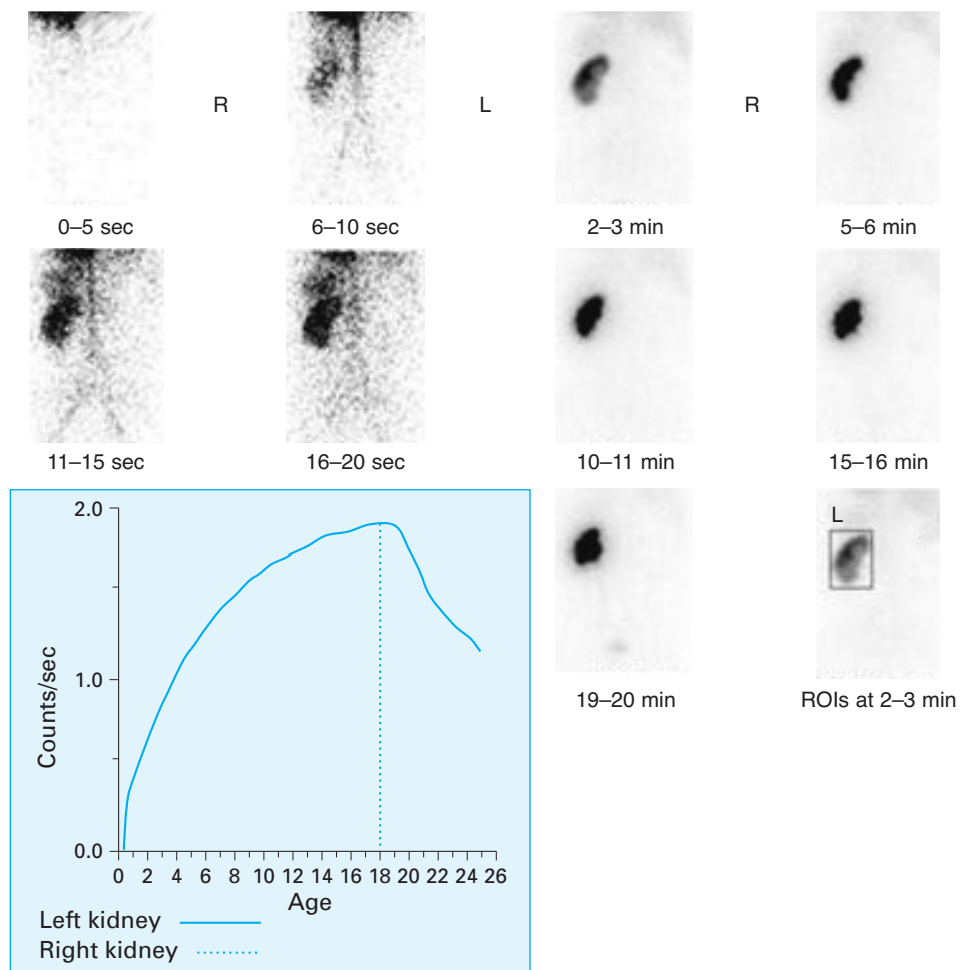 R L R
0–5 sec 6–10 sec 2–3 min 5–6 min
11–15 sec 16–20 sec 10–11 min 15–16 min
L
19–20 min ROIs at 2–3 min
2.0
1.0
0.0
Counts/sec
0 2 4 6 8 10 12 14 16 18 20 22 24 26
Age
Left kidney
Right kidney